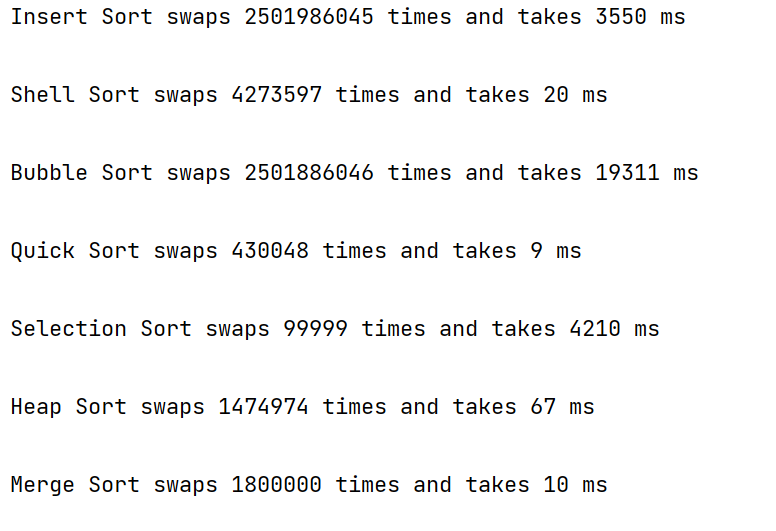 Insert Sort swaps 2501986045 times and takes 3550 ms
Shell Sort swaps 4273597 times and takes 20 ms
Bubble Sort swaps 2501886046 times and takes 19311 ms
Quick Sort swaps 430048 times and takes 9 ms
Selection Sort swaps 99999 times and takes 4210 ms
Heap Sort swaps 1474974 times and takes 67 ms
Merge Sort swaps 1800000 times and takes 10 ms